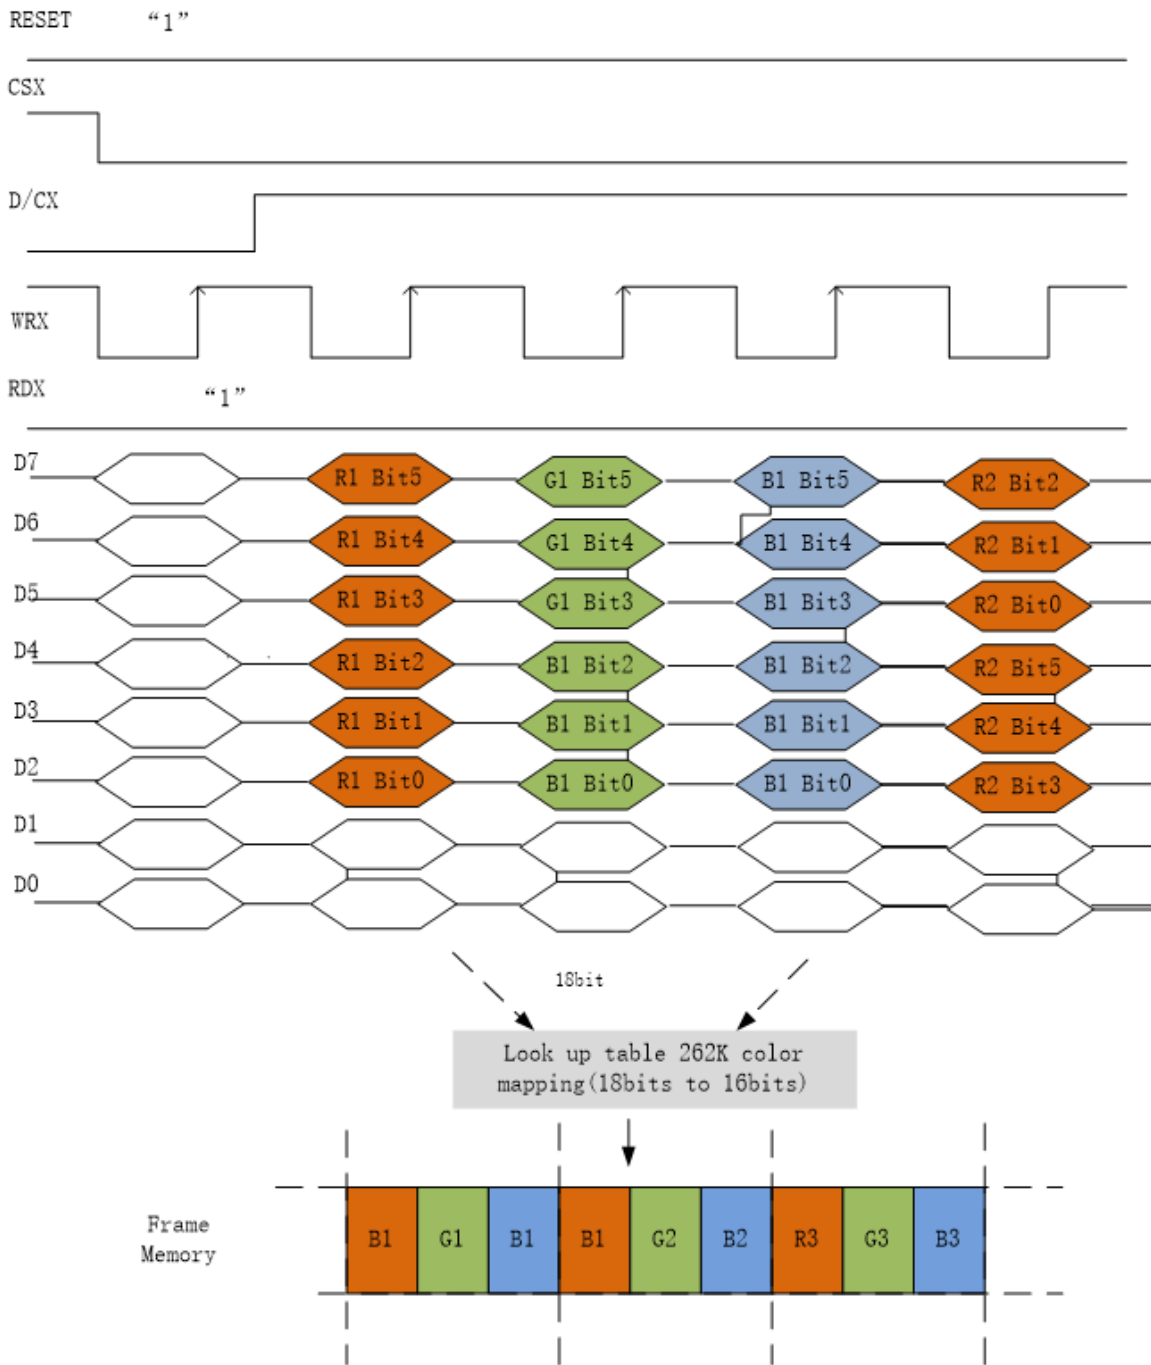 RESET “1”
CSX
D/CX
WRX
RDX “1”
D7 R1 Bit5 G1 Bit5 B1 Bit5 R2 Bit2
D6 R1 Bit4 G1 Bit4 B1 Bit4 R2 Bit1
D5 R1 Bit3 G1 Bit3 B1 Bit3 R2 Bit0
D4 R1 Bit2 B1 Bit2 B1 Bit2 R2 Bit5
D3 R1 Bit1 B1 Bit1 B1 Bit1 R2 Bit4
D2 R1 Bit0 B1 Bit0 B1 Bit0 R2 Bit3
D1
D0
18bit
Look up table 262K color
mapping(18bits to 16bits)
Frame
Memory
B1 G1 B1 B1 G2 B2 R3 G3 B3